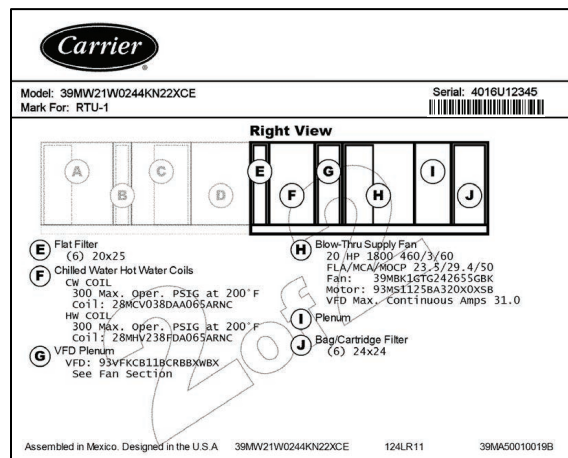 Carrier
Model: 39MW21W0244KN22XCE
Serial: 4016U12345
Mark For: RTU-1
Right View
A
B
C
D
E
F
G
H
I
J
E Flat Filter
(6) 20x25
F Chilled Water Hot Water Coils
CW COIL
300 Max. Oper. PSIG at 200°F
Coil: 28MCV038DAA065ARNC
HW COIL
300 Max. Oper. PSIG at 200°F
Coil: 28MHV238FDA065ARNC
G VFD Plenum
VFD: 93VFKCB11BCRBBXWBX
See Fan Section
H Blow-Thru Supply Fan
20 HP 1800 460/3/60
FLA/MCA/MOCP 23.5/29.4/50
Fan: 39MBK1GTG242655GBK
Motor: 93MS1125BA32OXOXSB
VFD Max. Continuous Amps 31.0
I Plenum
J Bag/Cartridge Filter
(6) 24x24
2 of 2
Assembled in Mexico. Designed in the U.S.A 39MW21W0244KN22XCE 124LR11 39MA50010019B